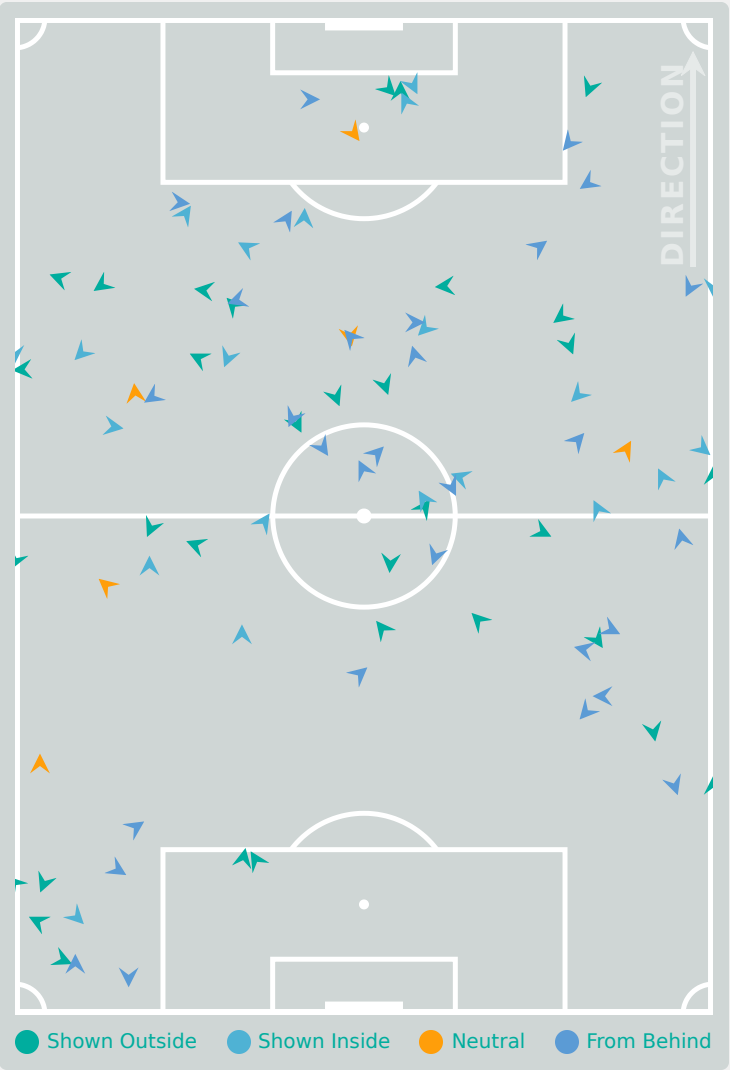 DIRECTION
Shown Outside
Shown Inside
Neutral
From Behind